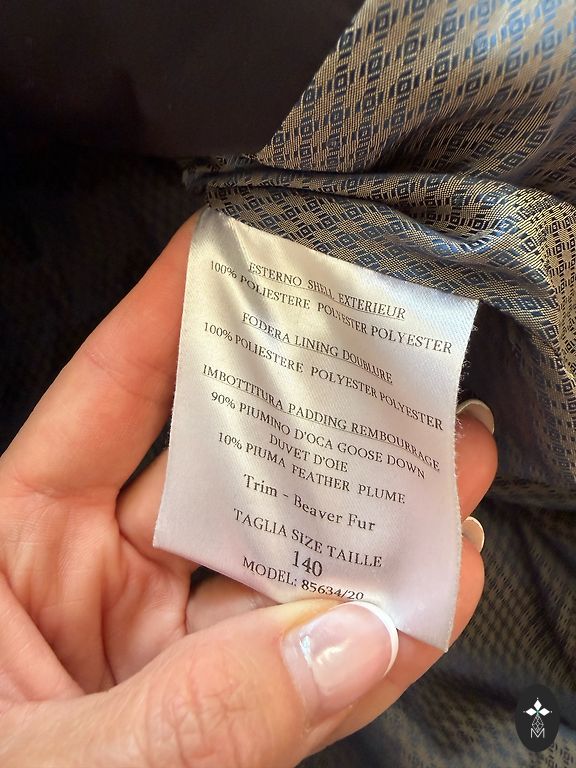 ESTERNO SHELL EXTERIEUR
100% POLIESTERE POLYESTER POLYESTER
FODERA LINING DOUBLURE
100% POLIESTERE POLYESTER POLYESTER
IMBOTTITURA PADDING REMBOURRAGE
90% PIUMINO D'OCA GOOSE DOWN
DUVET D'OIE
10% PIUMA FEATHER PLUME
Trim - Beaver Fur
TAGLIA SIZE TAILLE
140
MODEL: 85634/20
M